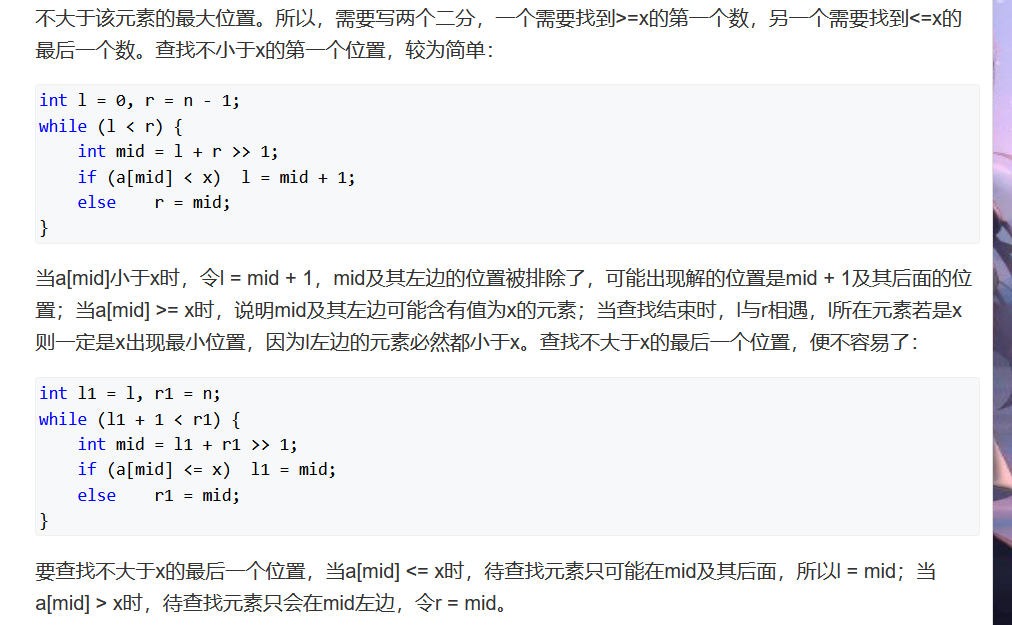 不大于该元素的最大位置。所以，需要写两个二分，一个需要找到>=x的第一个数，另一个需要找到<=x的
最后一个数。查找不小于x的第一个位置，较为简单：
int l = 0, r = n - 1;
while (l < r) {
    int mid = l + r >> 1;
    if (a[mid] < x)  l = mid + 1;
    else    r = mid;
}
当a[mid]小于x时，令l = mid + 1，mid及其左边的位置被排除了，可能出现解的位置是mid + 1及其后面的位
置；当a[mid] >= x时，说明mid及其左边可能含有值为x的元素；当查找结束时，l与r相遇，l所在元素若是x
则一定是x出现最小位置，因为l左边的元素必然都小于x。查找不大于x的最后一个位置，便不容易了：
int l1 = l, r1 = n;
while (l1 + 1 < r1) {
    int mid = l1 + r1 >> 1;
    if (a[mid] <= x)  l1 = mid;
    else    r1 = mid;
}
要查找不大于x的最后一个位置，当a[mid] <= x时，待查找元素只可能在mid及其后面，所以l = mid；当
a[mid] > x时，待查找元素只会在mid左边，令r = mid。